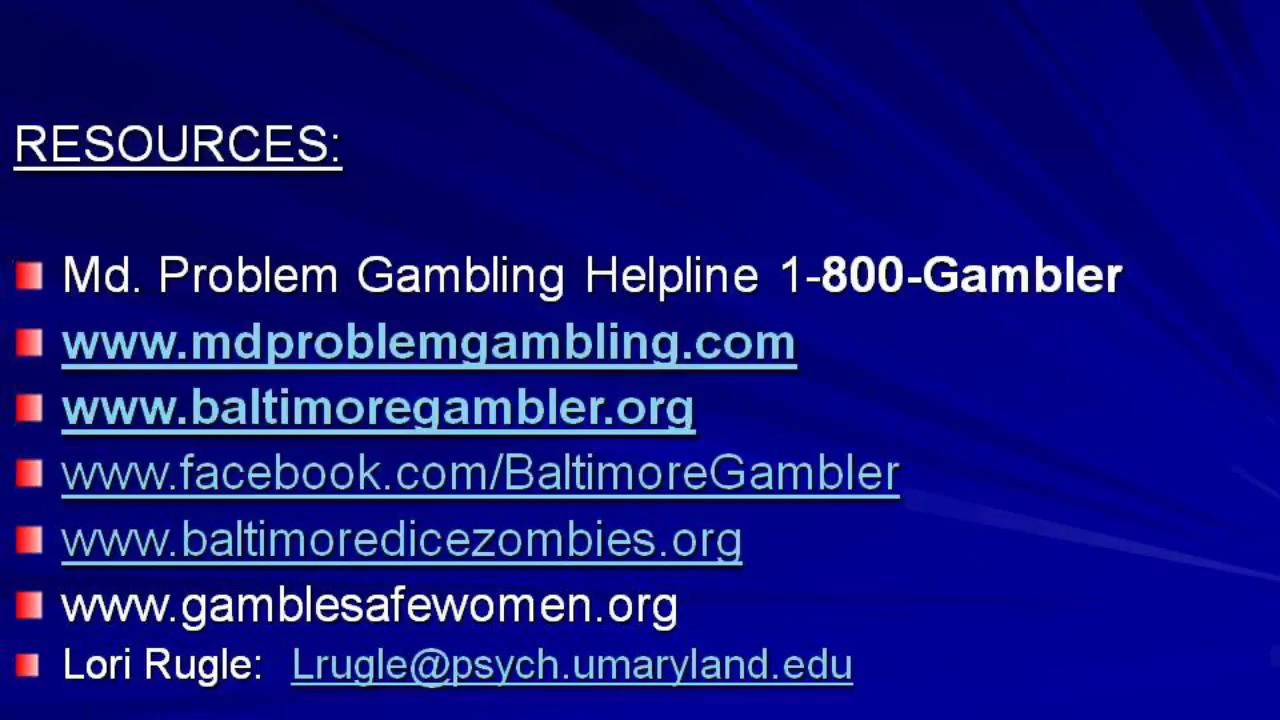 RESOURCES:
Md. Problem Gambling Helpline 1-800-Gambler
www.mdproblemgambling.com
www.baltimoregambler.org
www.facebook.com/BaltimoreGambler
www.baltimoredicezombies.org
www.gamblesafewomen.org
Lori Rugle: Lrugle@psych.umaryland.edu